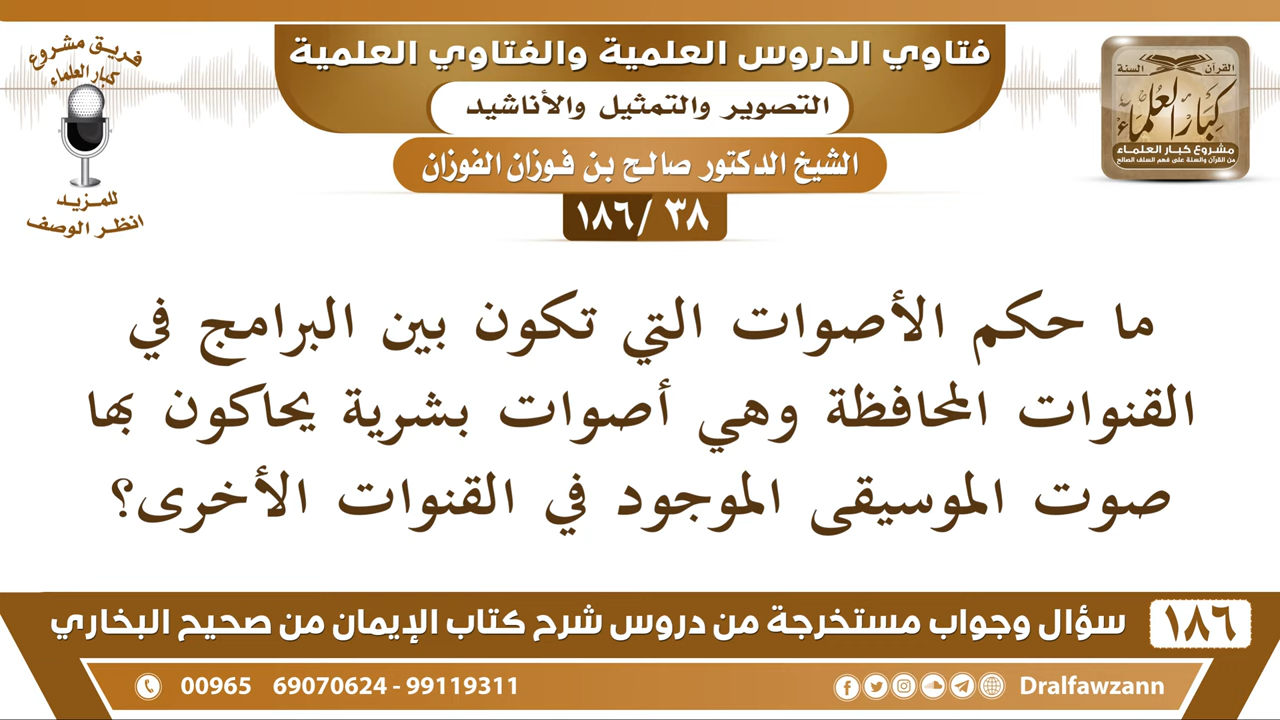 فتاوي الدروس العلمية والفتاوي العلمية
التصوير والتمثيل والأناشيد
الشيخ الدكتور صالح بن فوزان الفوزان
٣٨ /١٨٦
فريق مشروع
كبار العلماء
للمزيد
انظر الوصف
القرآن السنة
كبار العلماء
مشروع كبار العلماء
من القرآن والسنة على فهم السلف الصالح
ما حكم الأصوات التي تكون بين البرامج في
القنوات المحافظة وهي أصوات بشرية يحاكون بها
صوت الموسيقى الموجود في القنوات الأخرى؟
١٨٦ سؤال وجواب مستخرجة من دروس شرح كتاب الإيمان من صحيح البخاري
00965 69070624 - 99119311
Dralfawzann